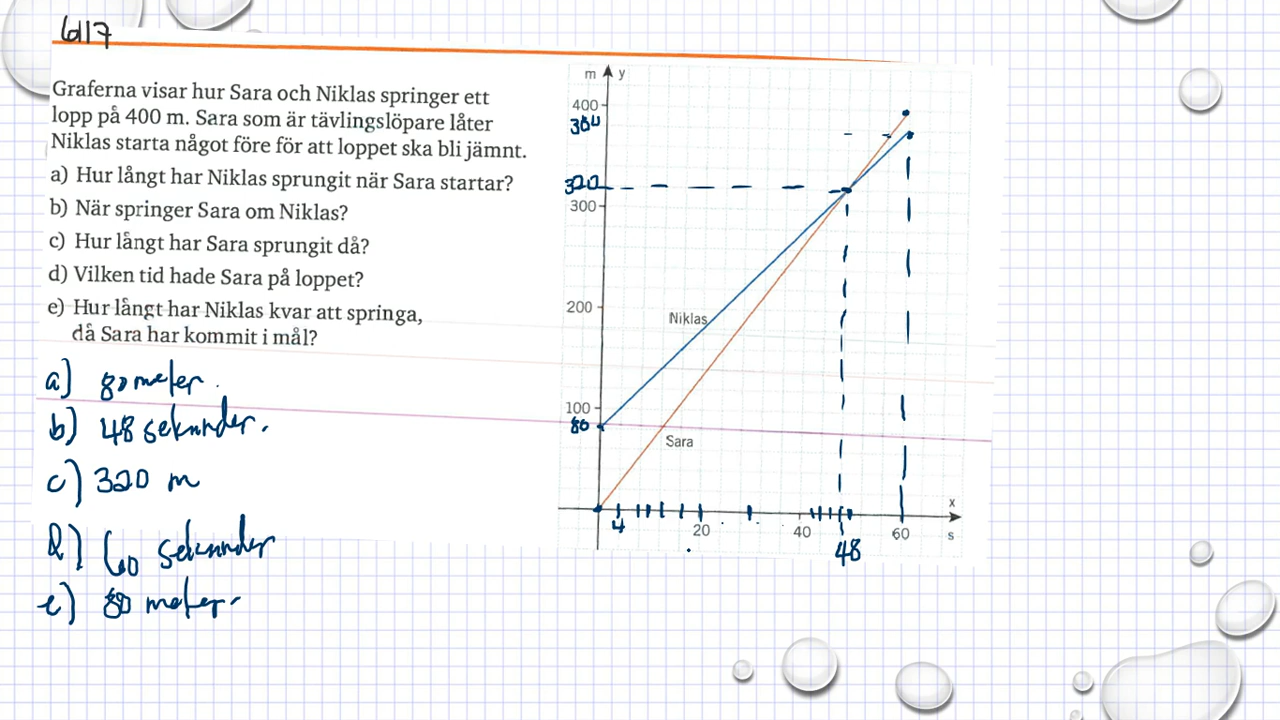 6117
Graferna visar hur Sara och Niklas springer ett
lopp på 400 m. Sara som är tävlingslöpare låter
Niklas starta något före för att loppet ska bli jämnt.
a) Hur långt har Niklas sprungit när Sara startar?
b) När springer Sara om Niklas?
c) Hur långt har Sara sprungit då?
d) Vilken tid hade Sara på loppet?
e) Hur långt har Niklas kvar att springa,
då Sara har kommit i mål?
a) 80 meter.
b) 48 sekunder.
c) 320 m
d) 60 sekunder
e) 80 meter.
m y
400
380
320
300
200
Niklas
100
80
Sara
x
4
20
40
60
s
48